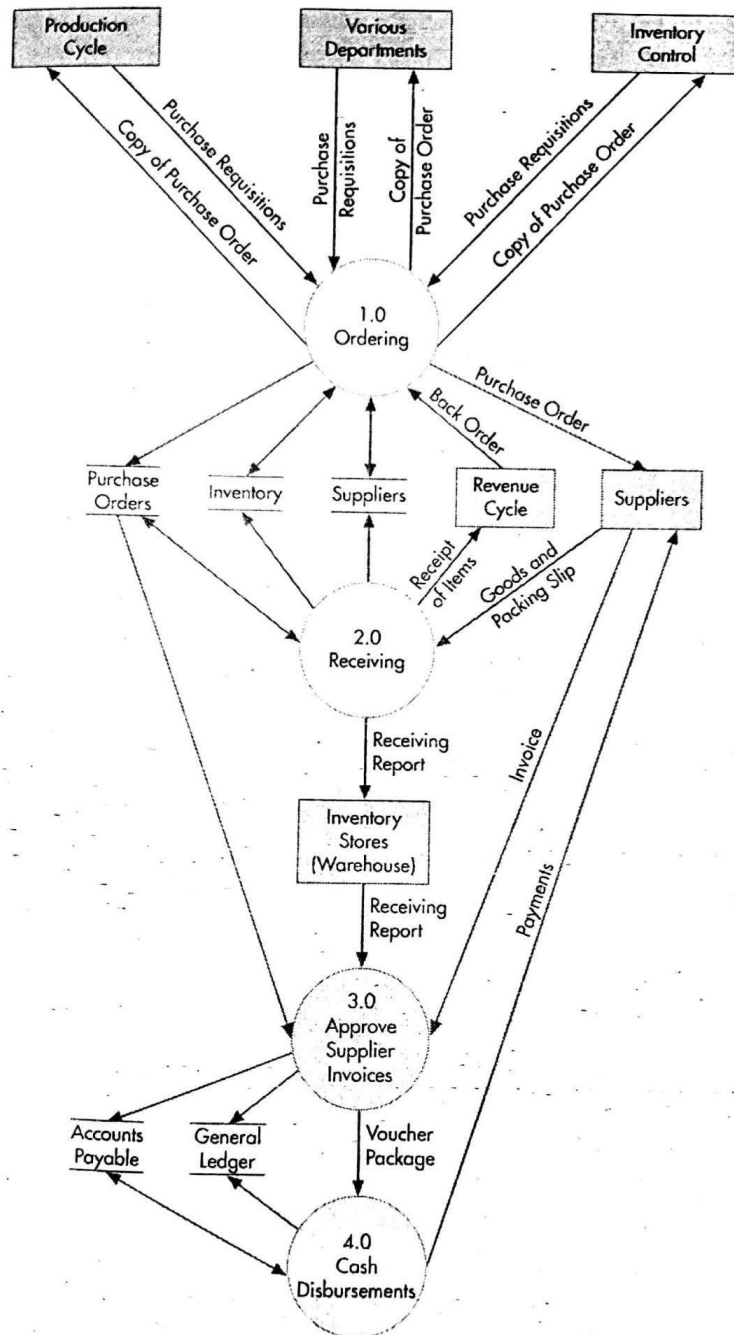 Production
Cycle
Various
Departments
Inventory
Control
Purchase Requisitions
Copy of Purchase Order
Purchase
Requisitions
Copy of
Purchase Order
Purchase Requisitions
Copy of Purchase Order
1.0
Ordering
Purchase Order
Back Order
Purchase
Orders
Inventory
Suppliers
Revenue
Cycle
Suppliers
Receipt
of Items
Goods and
Packing Slip
2.0
Receiving
Receiving
Report
Invoice
Inventory
Stores
(Warehouse)
Payments
Receiving
Report
3.0
Approve
Supplier
Invoices
Accounts
Payable
General
Ledger
Voucher
Package
4.0
Cash
Disbursements